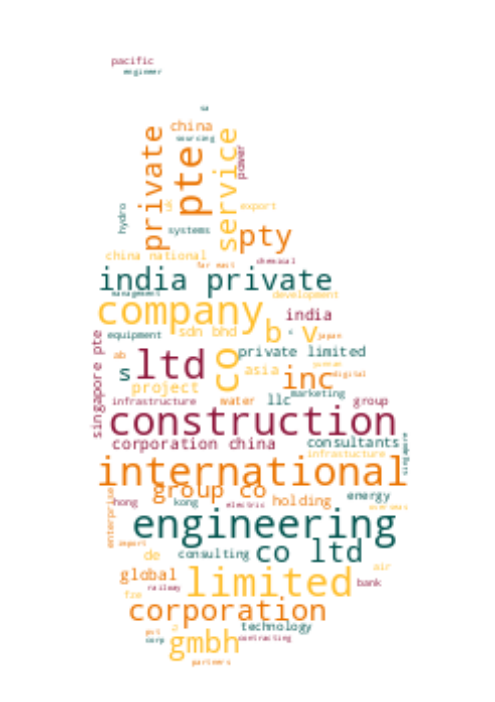 pacific
engineer
sa
china
sourcing
private
pte
service
power
hydro
export
systems
pty
china national
far east
chemical
india private
management
development
company
india
b v
equipment
sdn bhd
c
japan
singapore pte
ab
s
ltd
co
private limited
asia
inc
digital
project
marketing
infrastructure
water
llc
group
construction
corporation china
consultants
infrastucture
international
group co
energy
enterprise
hong
kong
electric
holding
overseas
engineering
import
de
consulting
co ltd
air
global
railway
limited
bank
fze
corporation
technology
pvt
corp
a
gmbh
contracting
partners